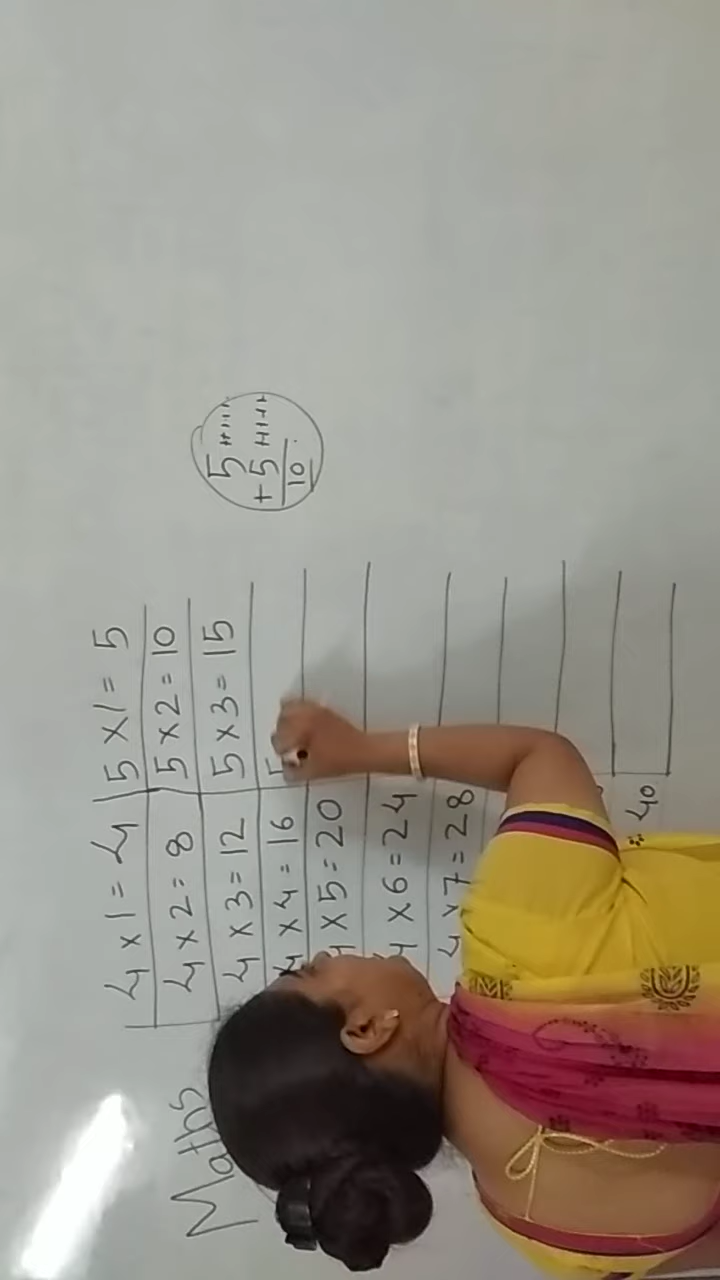 Maths
4 x 1 = 4 | 5 x 1 = 5
4 x 2 = 8 | 5 x 2 = 10
4 x 3 = 12 | 5 x 3 = 15
4 x 4 = 16 | 5
4 x 5 = 20
4 x 6 = 24
4 x 7 = 28
40
5
+ 5
10